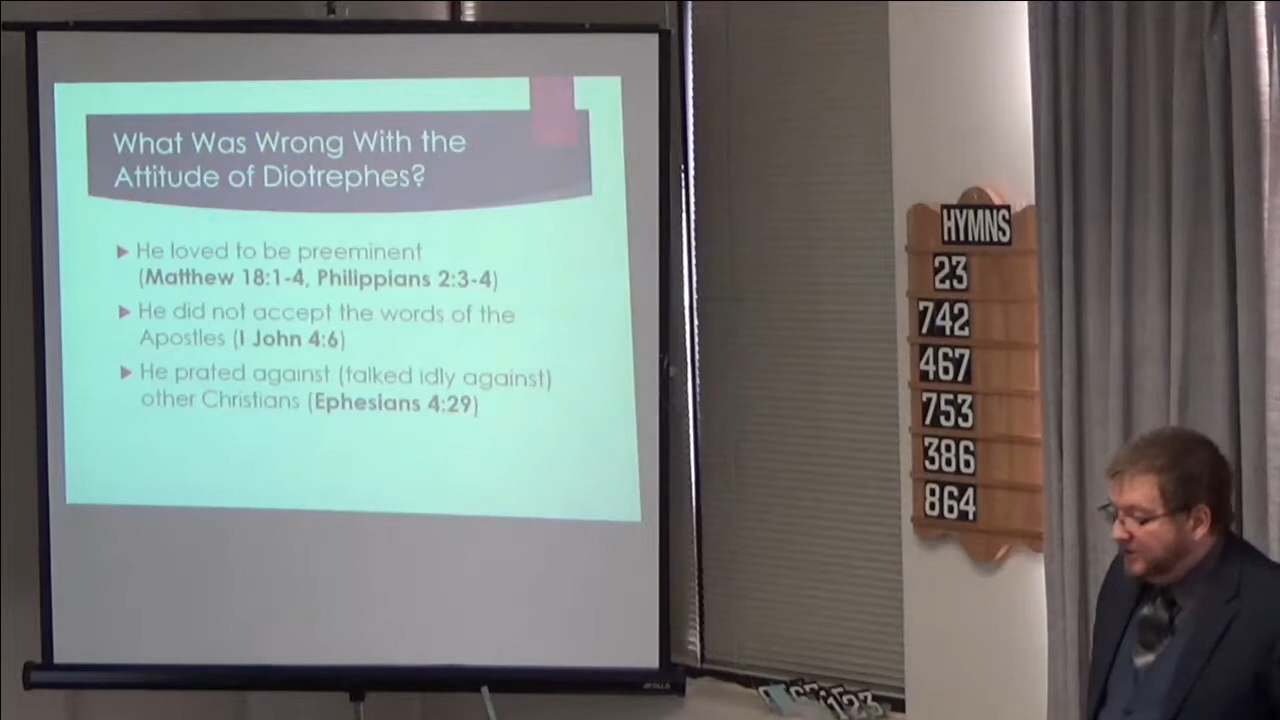 What Was Wrong With the
Attitude of Diotrephes?
He loved to be preeminent
(Matthew 18:1-4, Philippians 2:3-4)
He did not accept the words of the
Apostles (I John 4:6)
He prated against (talked idly against)
other Christians (Ephesians 4:29)
HYMNS
23
742
467
753
386
864
APOLLO